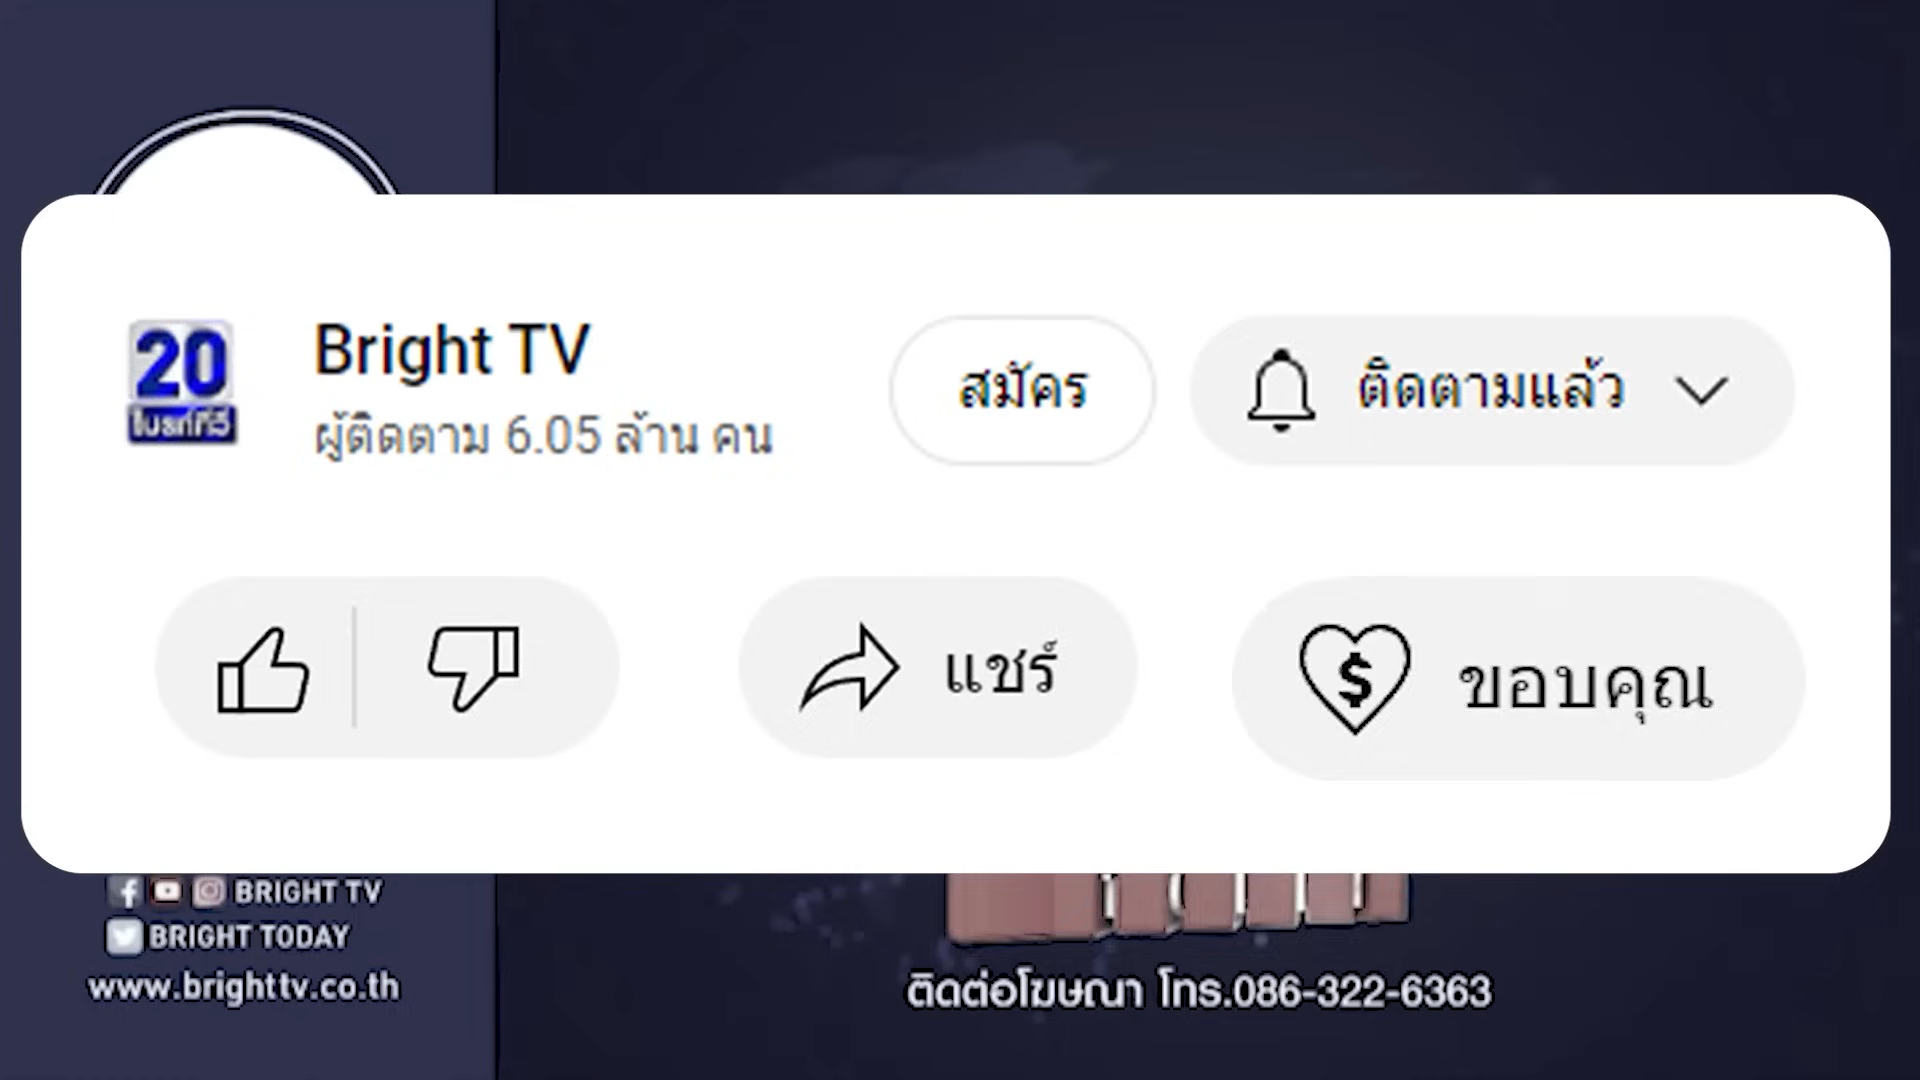 20
ไบรท์ทีวี
Bright TV
ผู้ติดตาม 6.05 ล้าน คน
สมัคร
ติดตามแล้ว
แชร์
ขอบคุณ
BRIGHT TV
BRIGHT TODAY
www.brighttv.co.th
ติดต่อโฆษณา โทร.086-322-6363